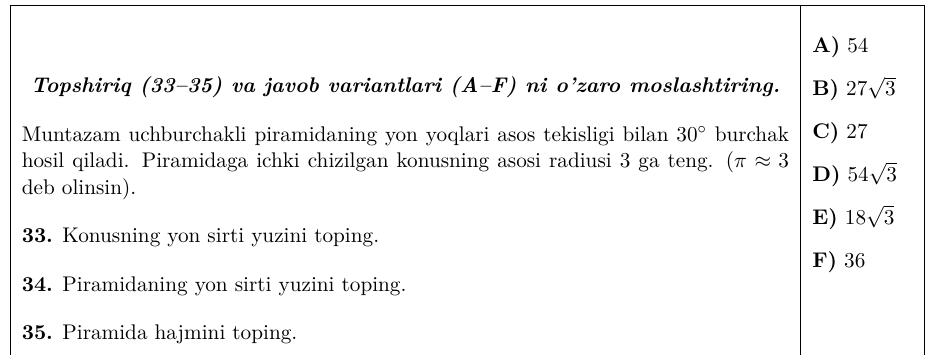 Topshiriq (33–35) va javob variantlari (A–F) ni o'zaro moslashtiring.
Muntazam uchburchakli piramidaning yon yoqlari asos tekisligi bilan 30° burchak
hosil qiladi. Piramidaga ichki chizilgan konusning asosi radiusi 3 ga teng. (π ≈ 3
deb olinsin).
33. Konusning yon sirti yuzini toping.
34. Piramidaning yon sirti yuzini toping.
35. Piramida hajmini toping.
A) 54
B) 27√3
C) 27
D) 54√3
E) 18√3
F) 36